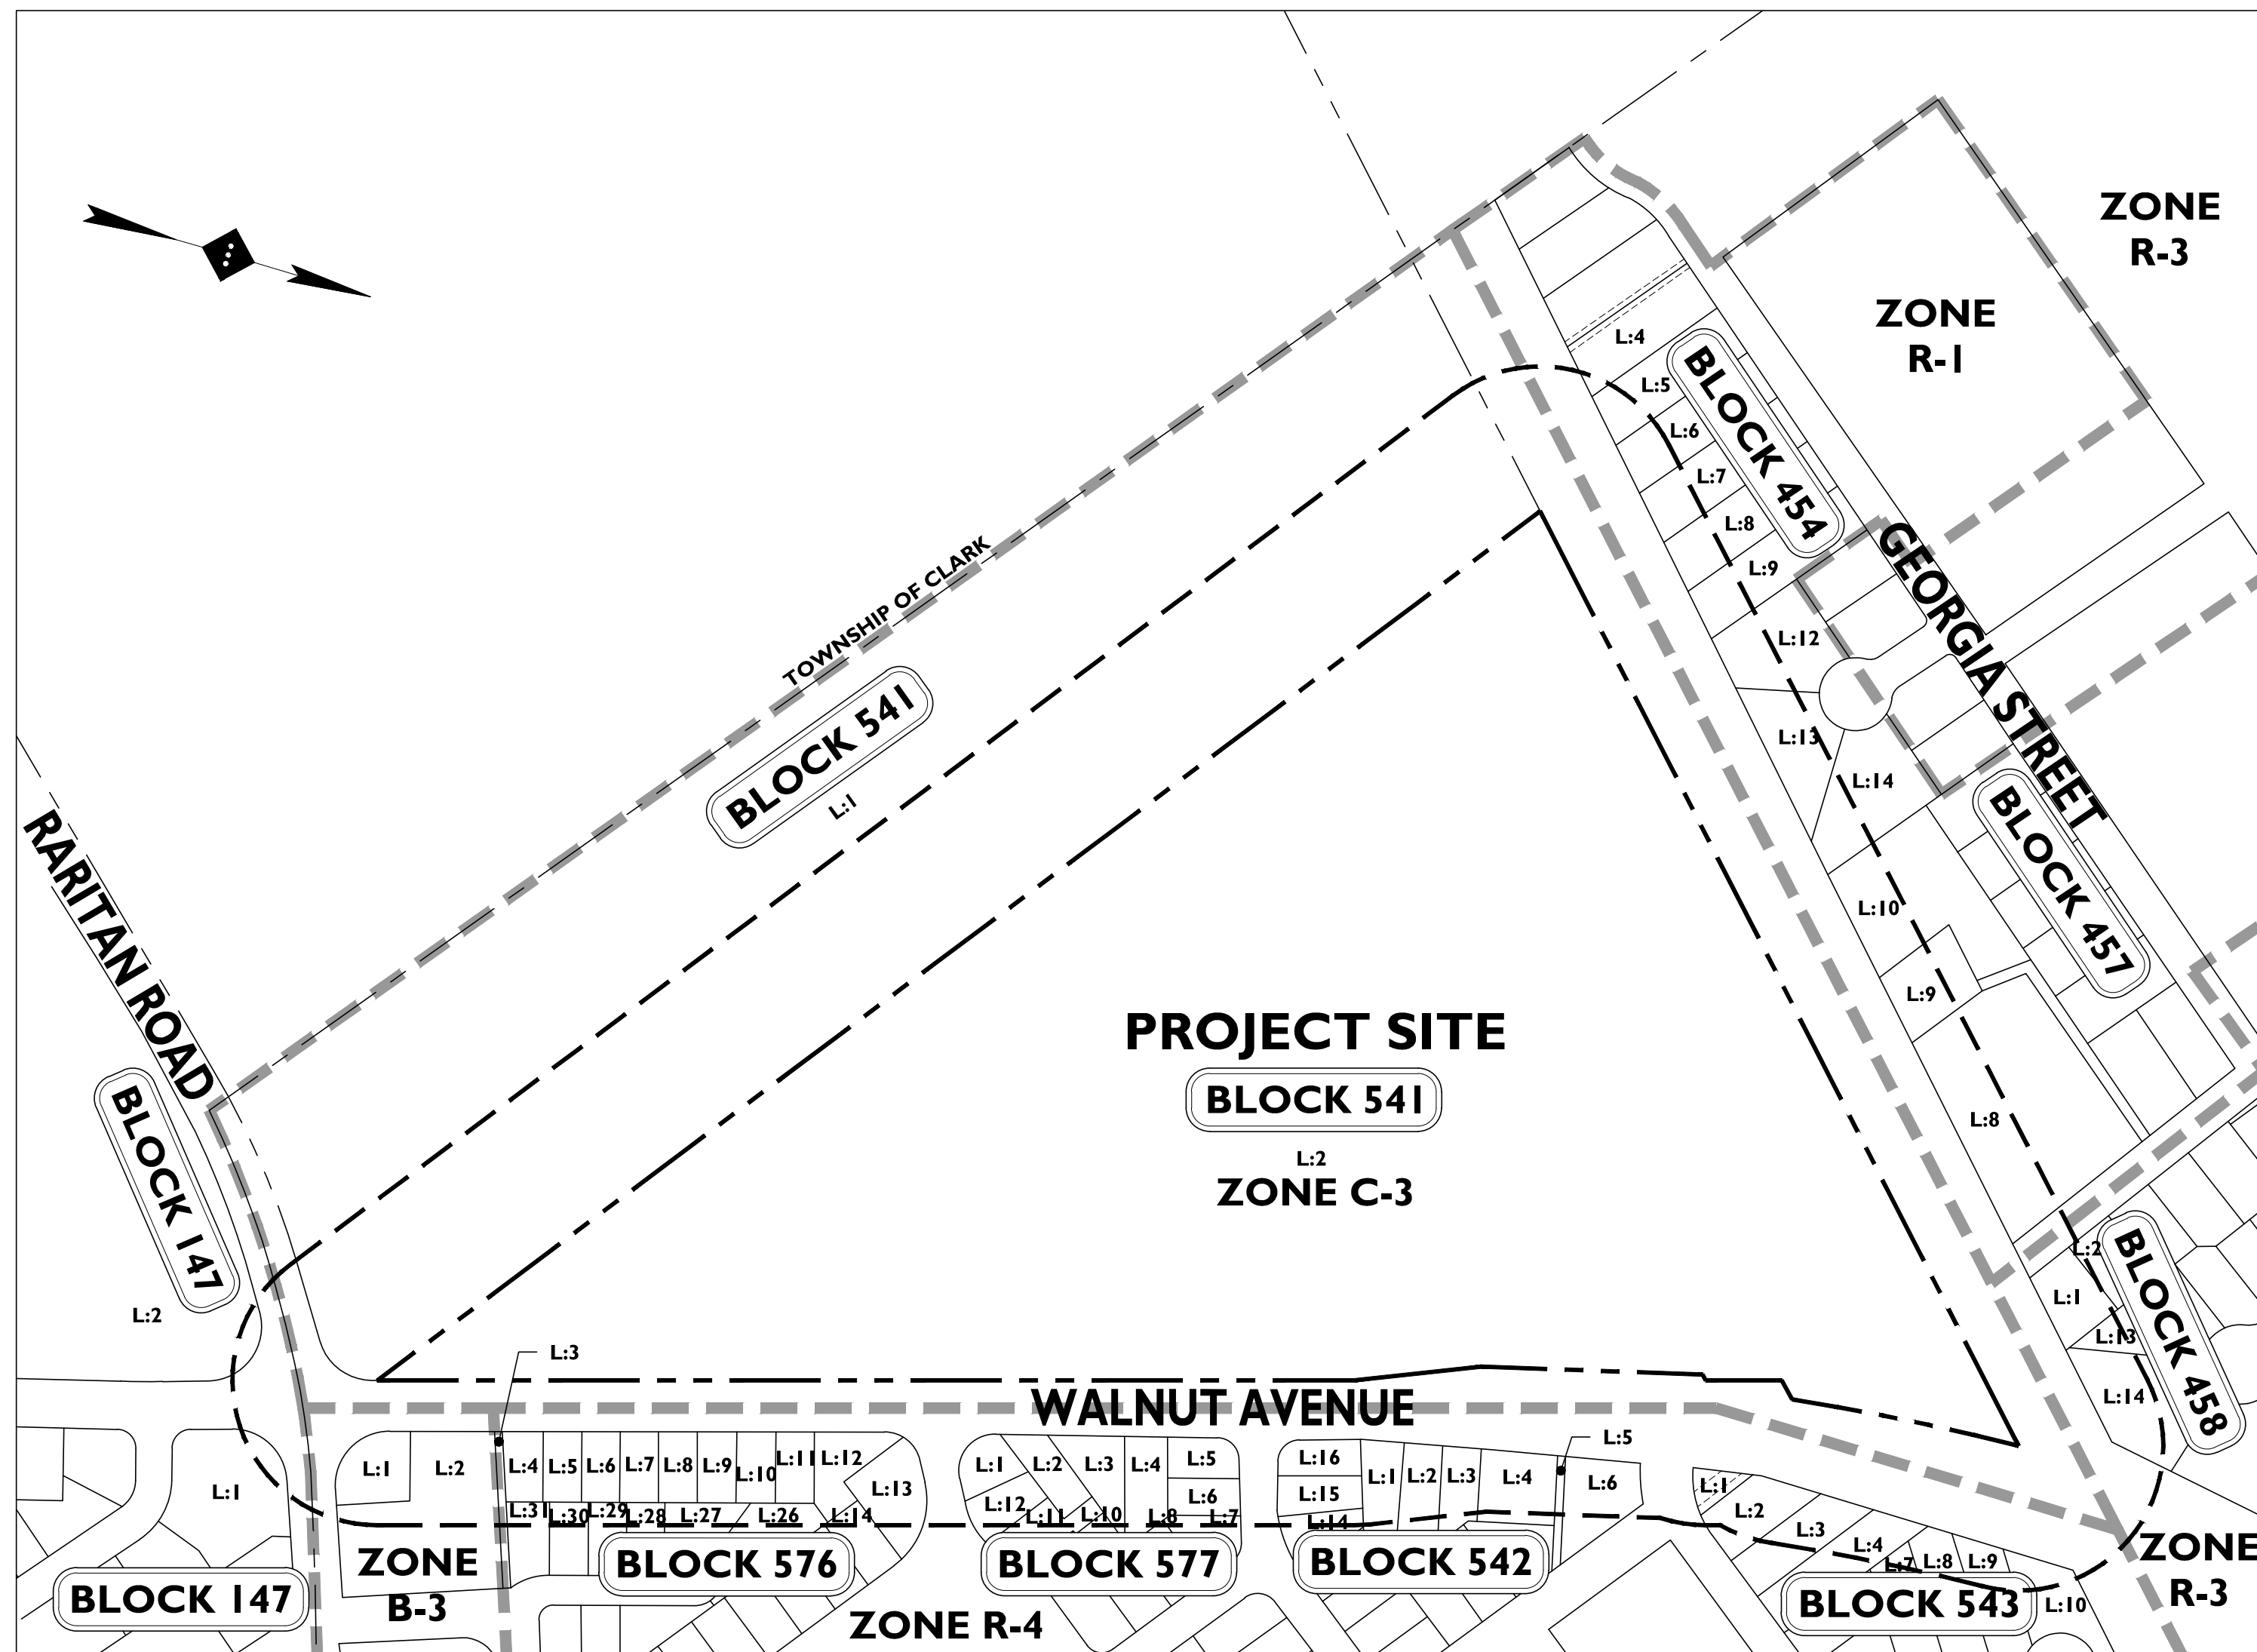 ZONE
R-3
ZONE
R-1
L:4
L:5
L:6
L:7
L:8
L:9
BLOCK 454
GEORGIA STREET
TOWNSHIP OF CLARK
BLOCK 541
L:1
L:12
L:13
L:14
L:10
L:9
L:8
BLOCK 457
RARITAN ROAD
BLOCK 147
L:2
PROJECT SITE
BLOCK 541
L:2
ZONE C-3
L:2
L:1
L:13
L:14
BLOCK 458
L:3
WALNUT AVENUE
L:1
L:1
L:2
L:4
L:5
L:6
L:7
L:8
L:9
L:10
L:11
L:12
L:13
L:31
L:30
L:29
L:28
L:27
L:26
L:14
L:1
L:2
L:3
L:4
L:5
L:6
L:12
L:11
L:10
L:8
L:7
L:16
L:15
L:14
L:1
L:2
L:3
L:4
L:5
L:6
L:1
L:2
L:3
L:4
L:7
L:8
L:9
L:10
BLOCK 147
ZONE
B-3
BLOCK 576
BLOCK 577
BLOCK 542
BLOCK 543
ZONE R-4
ZONE
R-3